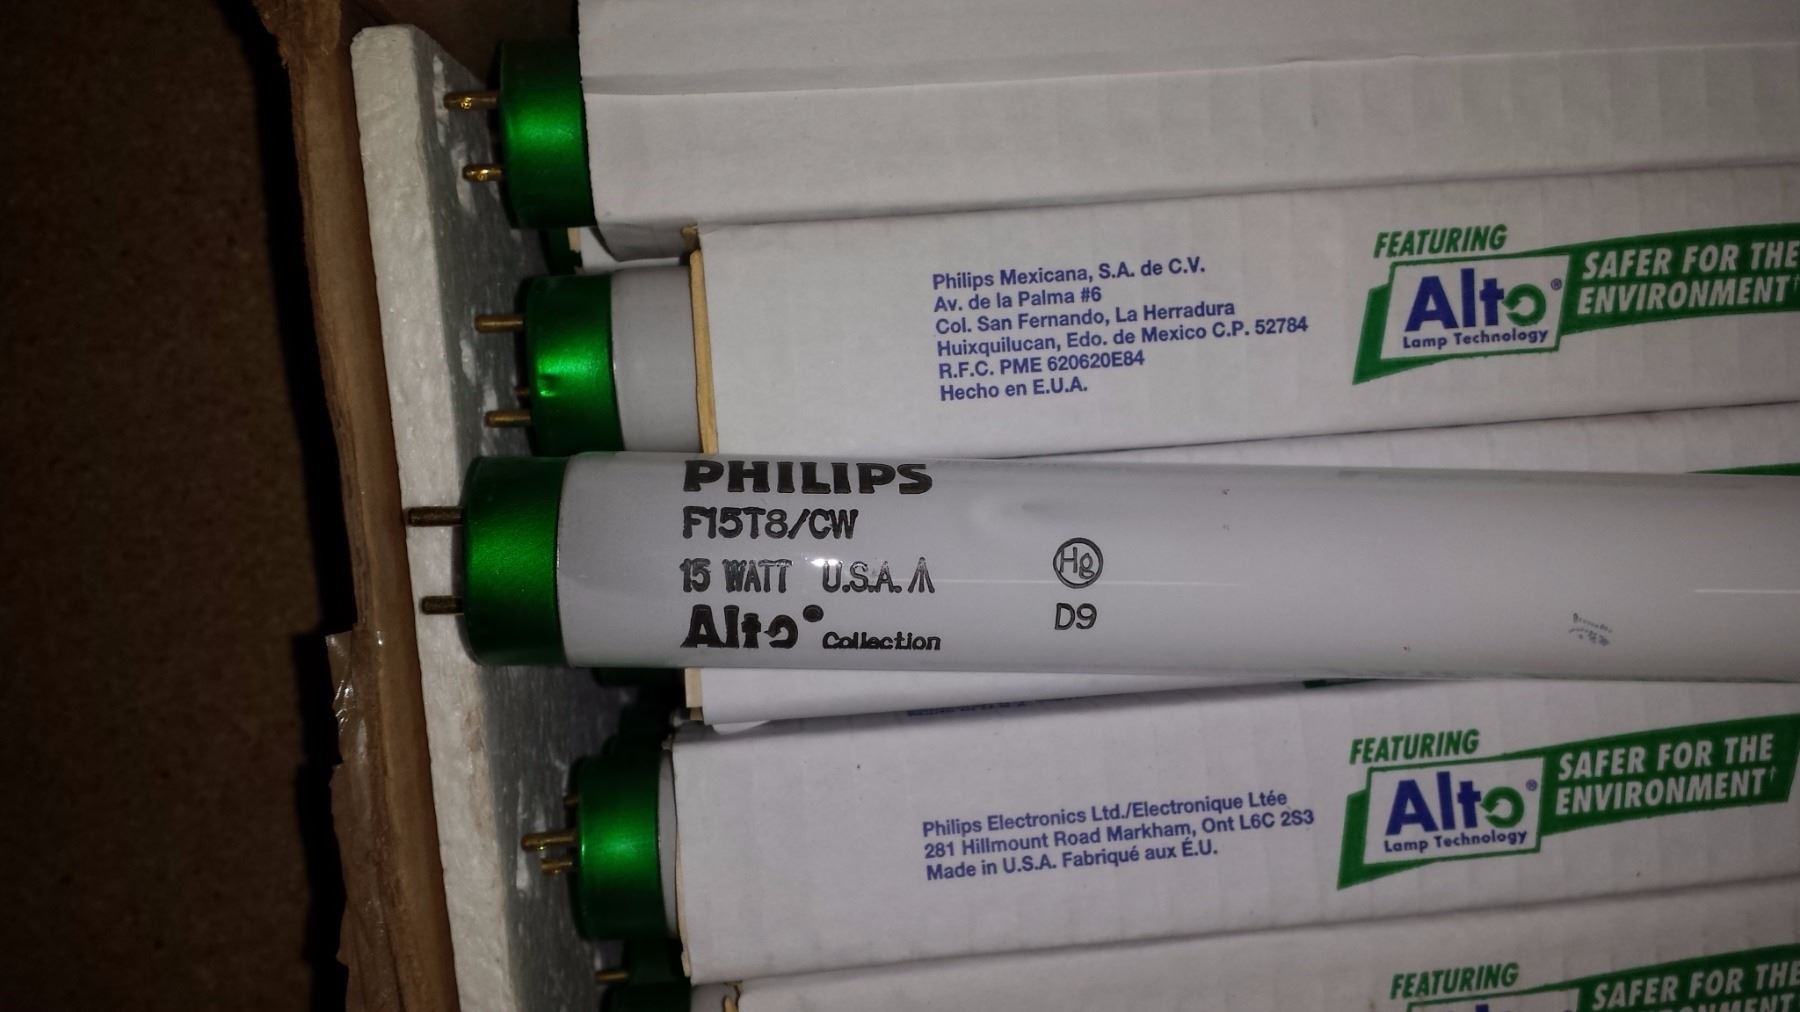 Philips Mexicana, S.A. de C.V.
Av. de la Palma #6
Col. San Fernando, La Herradura
Huixquilucan, Edo. de Mexico C.P. 52784
R.F.C. PME 620620E84
Hecho en E.U.A.
FEATURING
Alto®
Lamp Technology
SAFER FOR THE
ENVIRONMENT†
PHILIPS
F15T8/CW
15 WATT U.S.A.
Alto® Collection
Hg
D9
Philips Electronics Ltd./Electronique Ltée
281 Hillmount Road Markham, Ont L6C 2S3
Made in U.S.A. Fabriqué aux É.U.
FEATURING
Alto®
Lamp Technology
SAFER FOR THE
ENVIRONMENT†
FEATURING
SAFER FOR THE